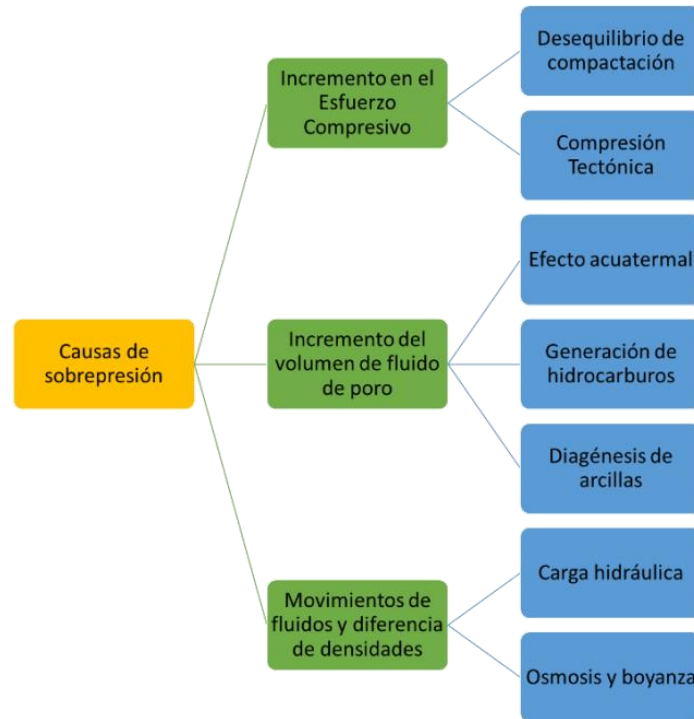 Causas de
sobrepresión
Incremento en el
Esfuerzo
Compresivo
Desequilibrio de
compactación
Compresión
Tectónica
Incremento del
volumen de fluido
de poro
Efecto acuatermal
Generación de
hidrocarburos
Diagénesis de
arcillas
Movimientos de
fluidos y diferencia
de densidades
Carga hidráulica
Osmosis y boyanza